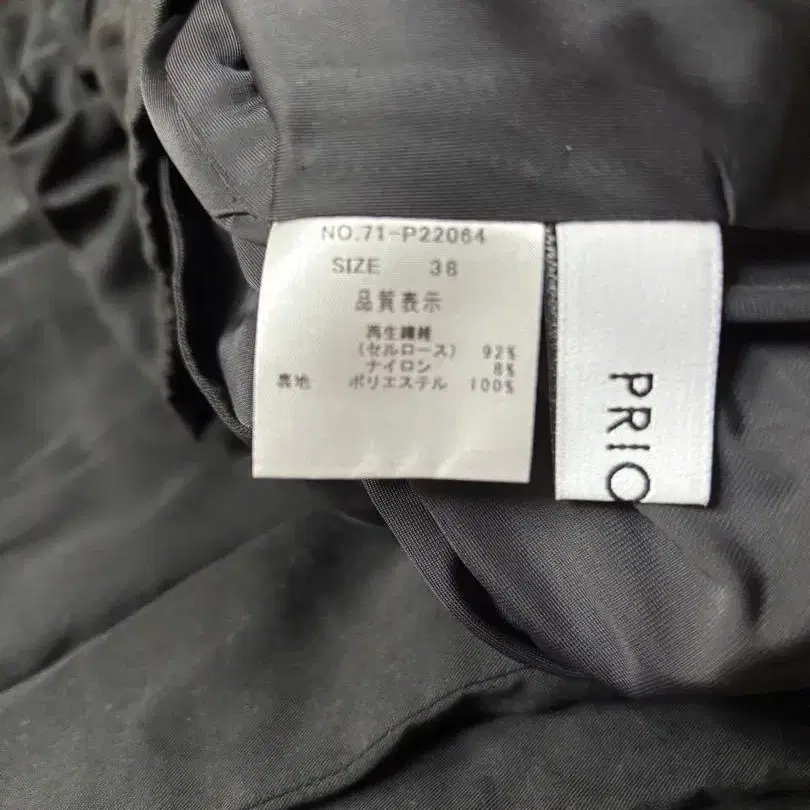 NO.71-P22064
SIZE 38
品質表示
再生繊維
(セルロース) 92%
ナイロン 8%
裏地 ポリエステル 100%
PRIO